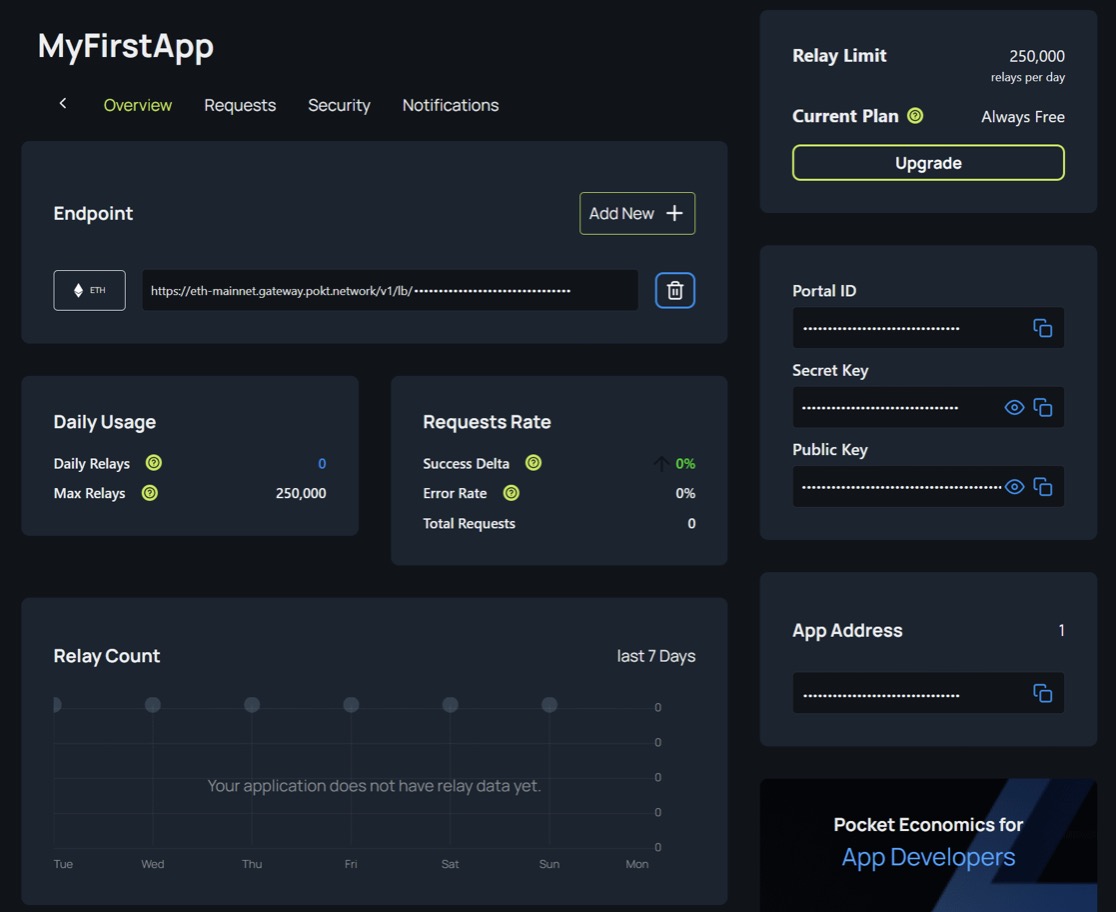 MyFirstApp
Overview Requests Security Notifications
Endpoint
Add New
ETH
https://eth-mainnet.gateway.pokt.network/v1/lb/••••••••••••••••••••••••••••••••
Daily Usage
Daily Relays 0
Max Relays 250,000
Requests Rate
Success Delta 0%
Error Rate 0%
Total Requests 0
Relay Count
last 7 Days
0
0
0
0
0
Your application does not have relay data yet.
Tue Wed Thu Fri Sat Sun Mon
Relay Limit 250,000
relays per day
Current Plan Always Free
Upgrade
Portal ID
Secret Key
Public Key
App Address 1
Pocket Economics for
App Developers